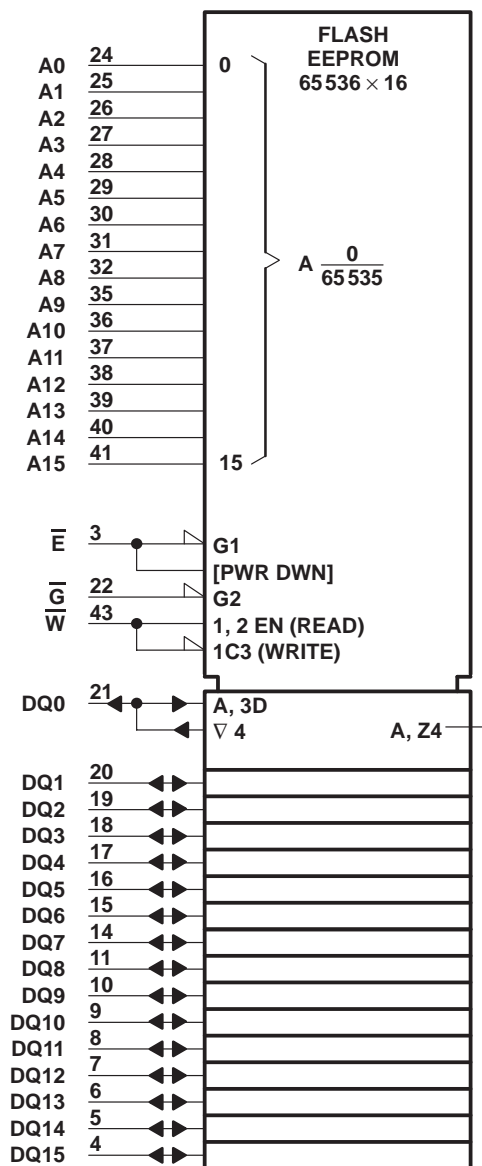 FLASH
EEPROM
65 536 × 16
A0 24 0
A1 25
A2 26
A3 27
A4 28
A5 29
A6 30
A7 31
A8 32
A 0
65 535
A9 35
A10 36
A11 37
A12 38
A13 39
A14 40
A15 41 15
E̅ 3 G1
[PWR DWN]
G̅ 22 G2
W̅ 43 1, 2 EN (READ)
1C3 (WRITE)
DQ0 21 A, 3D
∇ 4 A, Z4
DQ1 20
DQ2 19
DQ3 18
DQ4 17
DQ5 16
DQ6 15
DQ7 14
DQ8 11
DQ9 10
DQ10 9
DQ11 8
DQ12 7
DQ13 6
DQ14 5
DQ15 4